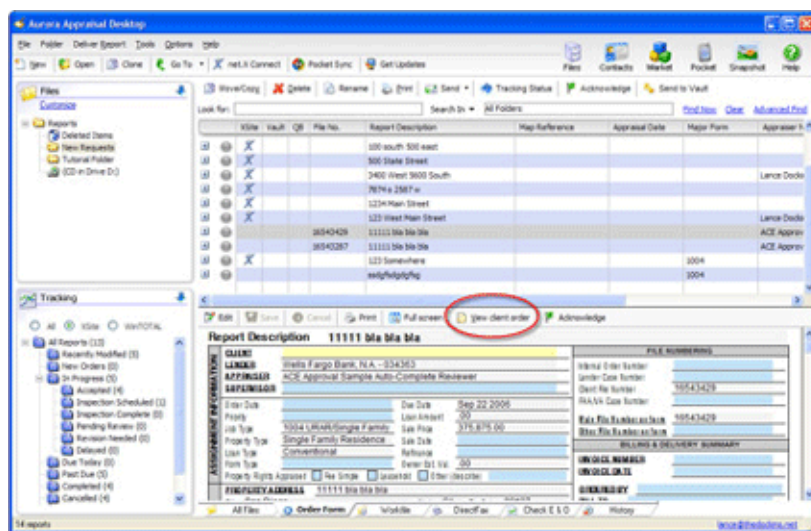 Aurora Appraisal Desktop
File Folder Deliver Report Tools Options Help
New Open Clone Go To net.X Connect Pocket Sync Get Updates
Files Contacts Market Pocket Snapshot Help
Files
Customize
Reports
Deleted Items
New Requests
Tutorial Folder
(CD in Drive D:)
Move/Copy Delete Rename Print Send Tracking Status Acknowledge Send to Vault
Look for: Search In All Folders Find Now Clear Advanced Find
XSite Vault QB File No. Report Description Map Reference Appraisal Date Major Form Appraiser
100 south 500 east
500 State Street
3400 West 9600 South Lance
7874 s 2587 w
1234 Main Street
123 West Main Street Lance
16543429 11111 bla bla bla ACE
16543287 11111 bla bla bla ACE
123 Somewhere 1004
1004
Tracking
All XSite WinTOTAL
All Reports (13)
Recently Modified (5)
New Orders (0)
In Progress (5)
Accepted (4)
Inspection Scheduled (1)
Inspection Complete (0)
Pending Review (0)
Revision Needed (0)
Delayed (0)
Due Today (0)
Past Due (5)
Completed (4)
Cancelled (4)
Edit Save Cancel Print Full screen View client order Acknowledge
Report Description 11111 bla bla bla
ASSIGNMENT INFORMATION
CLIENT
LENDER Wells Fargo Bank, N.A. - 034363
APPRAISER ACE Approval Sample Auto-Complete Reviewer
SUPERVISOR
Order Date Due Date Sep 22 2006
Priority Loan Amount .00
Job Type 1004 URAR/Single Family Sale Price 375,875.00
Property Type Single Family Residence Sale Date
Loan Type Conventional Refinance
Form Type Owner Est. Val. .00
Property Rights Appraised Fee Simple Leasehold Other (describe)
PROPERTY ADDRESS 11111 bla bla bla
FILE NUMBERING
Internal Order Number
Lender Case Number
Client File Number 16543429
FHA/VA Case Number
Main File Number on form 16543429
Other File Number on form
BILLING & DELIVERY SUMMARY
INVOICE NUMBER
INVOICE DATE
ORDERED BY
All Files Order Form Workfile DirectFax Check E & O History
14 reports